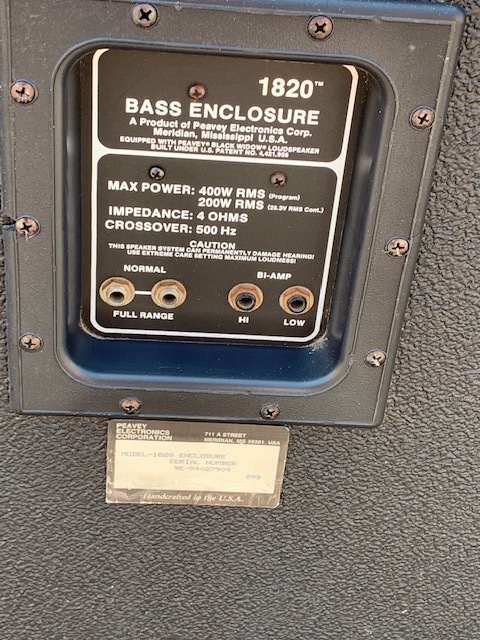 1820™
BASS ENCLOSURE
A Product of Peavey Electronics Corp.
Meridian, Mississippi U.S.A.
EQUIPPED WITH PEAVEY® BLACK WIDOW® LOUDSPEAKER
BUILT UNDER U.S. PATENT NO. 4,421,956
MAX POWER: 400W RMS (Program)
200W RMS (28.3V RMS Cont.)
IMPEDANCE: 4 OHMS
CROSSOVER: 500 Hz
CAUTION
THIS SPEAKER SYSTEM CAN PERMANENTLY DAMAGE HEARING!
USE EXTREME CARE SETTING MAXIMUM LOUDNESS!
NORMAL BI-AMP
FULL RANGE HI LOW
PEAVEY
ELECTRONICS
CORPORATION
711 A STREET
MERIDIAN, MS 39301 USA
MODEL-1820 ENCLOSURE
SERIAL NUMBER
Handcrafted in the U.S.A.